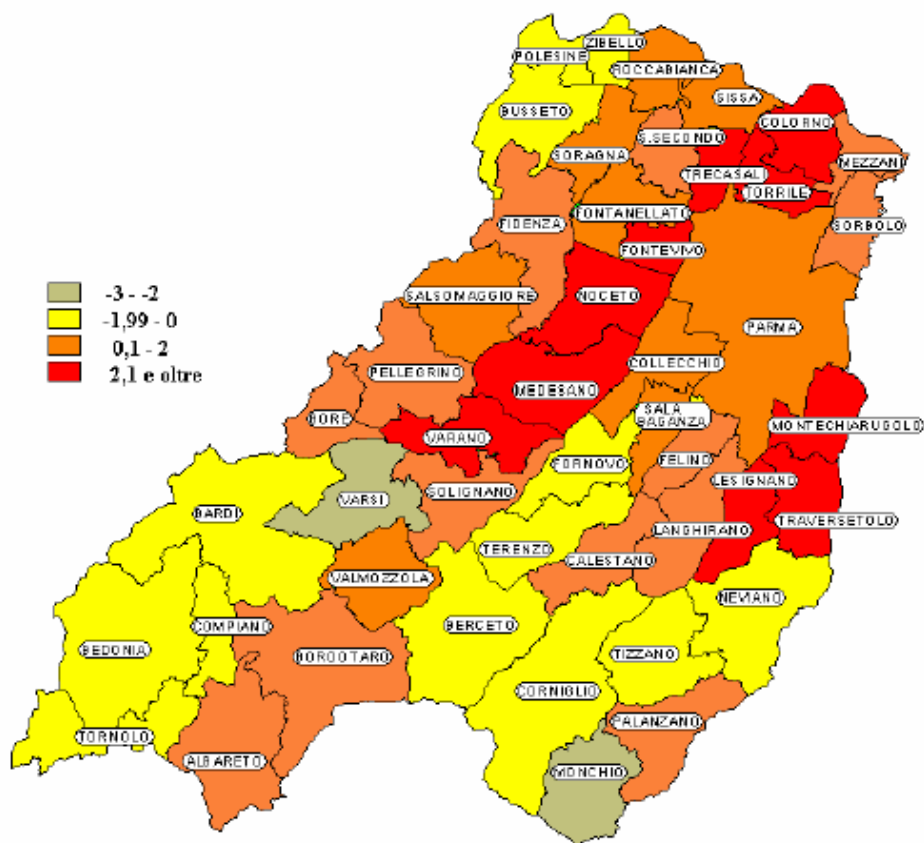 ZIBELLO
POLESINE
ROCCABIANCA
SISSA
BUSSETO
COLORNO
S.SECONDO
SORAGNA
MEZZANI
TRECASALI
TORRILE
FONTANELLATO
FIDENZA
SORBOLO
FONTEVIVO
-3 - -2
-1,99 - 0
0,1 - 2
2,1 e oltre
SALSOMAGGIORE
NOCETO
PARMA
COLLECCHIO
PELLEGRINO
MEDESANO
BORE
SALA
BAGANZA
MONTECHIARUGOLO
VARANO
FORNOVO
FELINO
LESIGNANO
SOLIGNANO
VARSI
BARDI
TRAVERSETOLO
LANGHIRANO
TERENZO
CALESTANO
VALMOZZOLA
NEVIANO
COMPIANO
BERCETO
BEDONIA
BORGOTARO
TIZZANO
CORNIGLIO
PALANZANO
TORNOLO
ALBARETO
MONCHIO